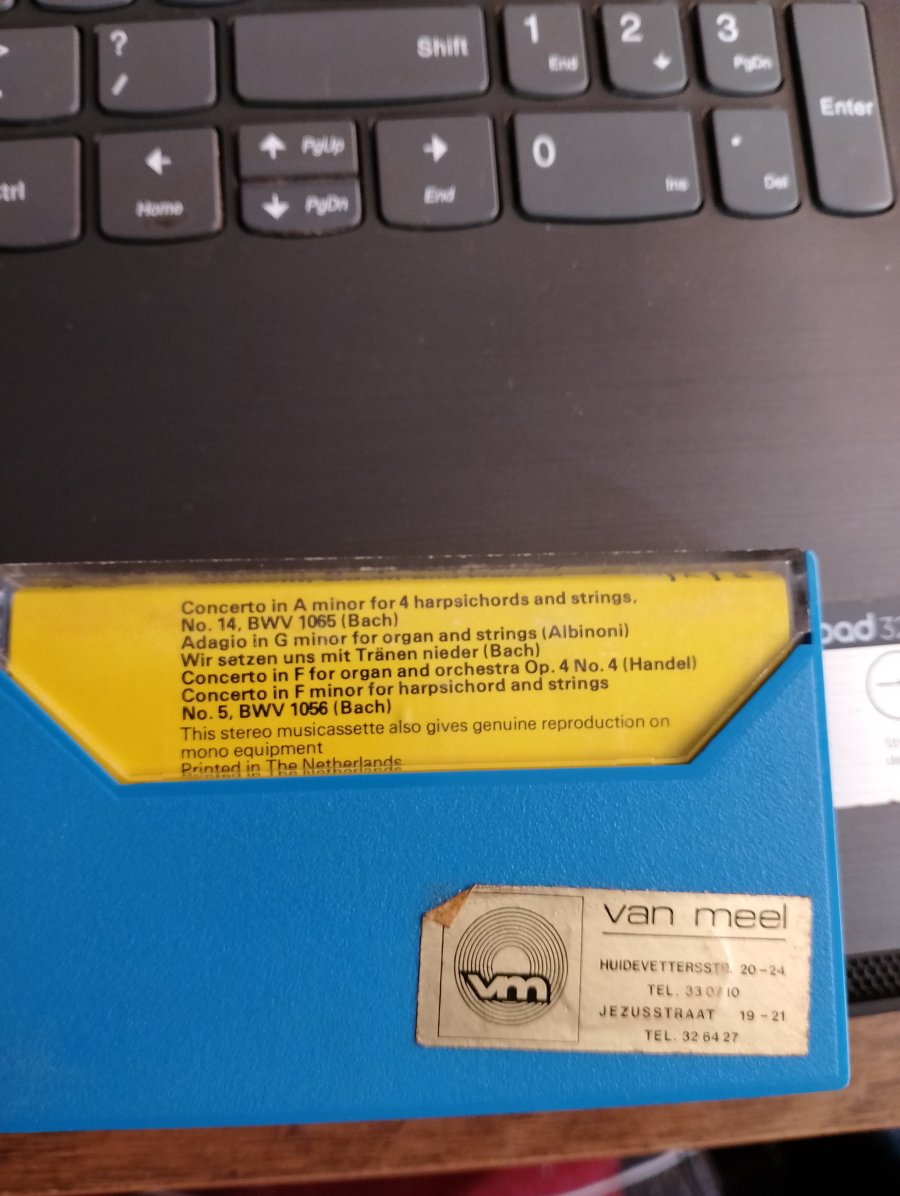 ?
/
Shift
1
End
2
3
PgDn
Enter
Home
PgUp
PgDn
End
0
Ins
.
Del
Concerto in A minor for 4 harpsichords and strings,
No. 14, BWV 1065 (Bach)
Adagio in G minor for organ and strings (Albinoni)
Wir setzen uns mit Tränen nieder (Bach)
Concerto in F for organ and orchestra Op. 4 No. 4 (Handel)
Concerto in F minor for harpsichord and strings
No. 5, BWV 1056 (Bach)
This stereo musicassette also gives genuine reproduction on
mono equipment
Printed in The Netherlands
van meel
vm
HUIDEVETTERSSTR. 20-24
TEL.
JEZUSSTRAAT 19-21
TEL. 32 64 27